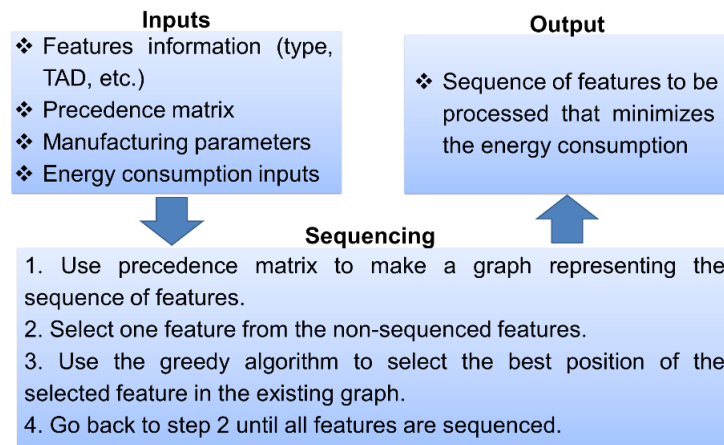 Inputs
❖ Features information (type,
TAD, etc.)
❖ Precedence matrix
❖ Manufacturing parameters
❖ Energy consumption inputs
Output
❖ Sequence of features to be
processed that minimizes
the energy consumption
Sequencing
1. Use precedence matrix to make a graph representing the
sequence of features.
2. Select one feature from the non-sequenced features.
3. Use the greedy algorithm to select the best position of the
selected feature in the existing graph.
4. Go back to step 2 until all features are sequenced.